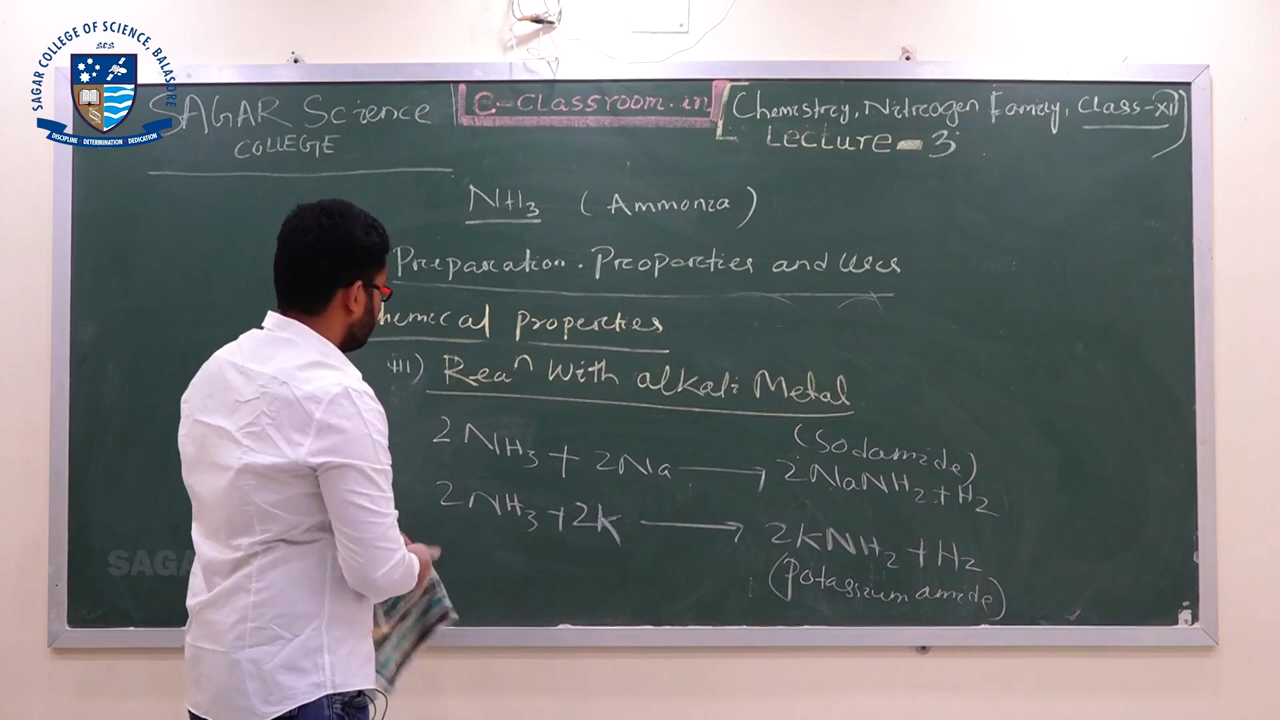 SAGAR COLLEGE OF SCIENCE, BALASORE
SCS
DISCIPLINE DETERMINATION DEDICATION
SAGAR Science
COLLEGE
e-Classroom.in
Chemistry, Nitrogen Family, Class-XII
Lecture - 3
NH3 (Ammonia)
Preparation. Properties and Uses
hemical properties
iii) Reaⁿ With alkali Metal
(Sodamide)
2NH3 + 2Na → 2NaNH2 + H2
2NH3 + 2K → 2KNH2 + H2
(Potassium amide)
SAGA